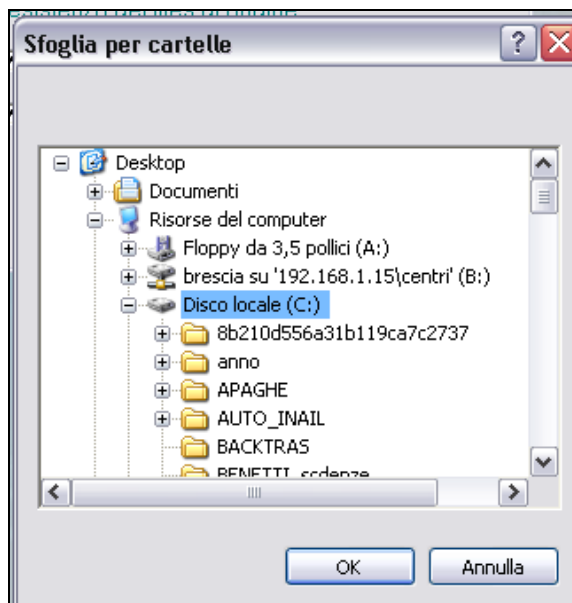 Sfoglia per cartelle
Desktop
Documenti
Risorse del computer
Floppy da 3,5 pollici (A:)
brescia su '192.168.1.15\centri' (B:)
Disco locale (C:)
8b210d556a31b119ca7c2737
anno
APAGHE
AUTO_INAIL
BACKTRAS
BENETTI_scdenze
OK
Annulla